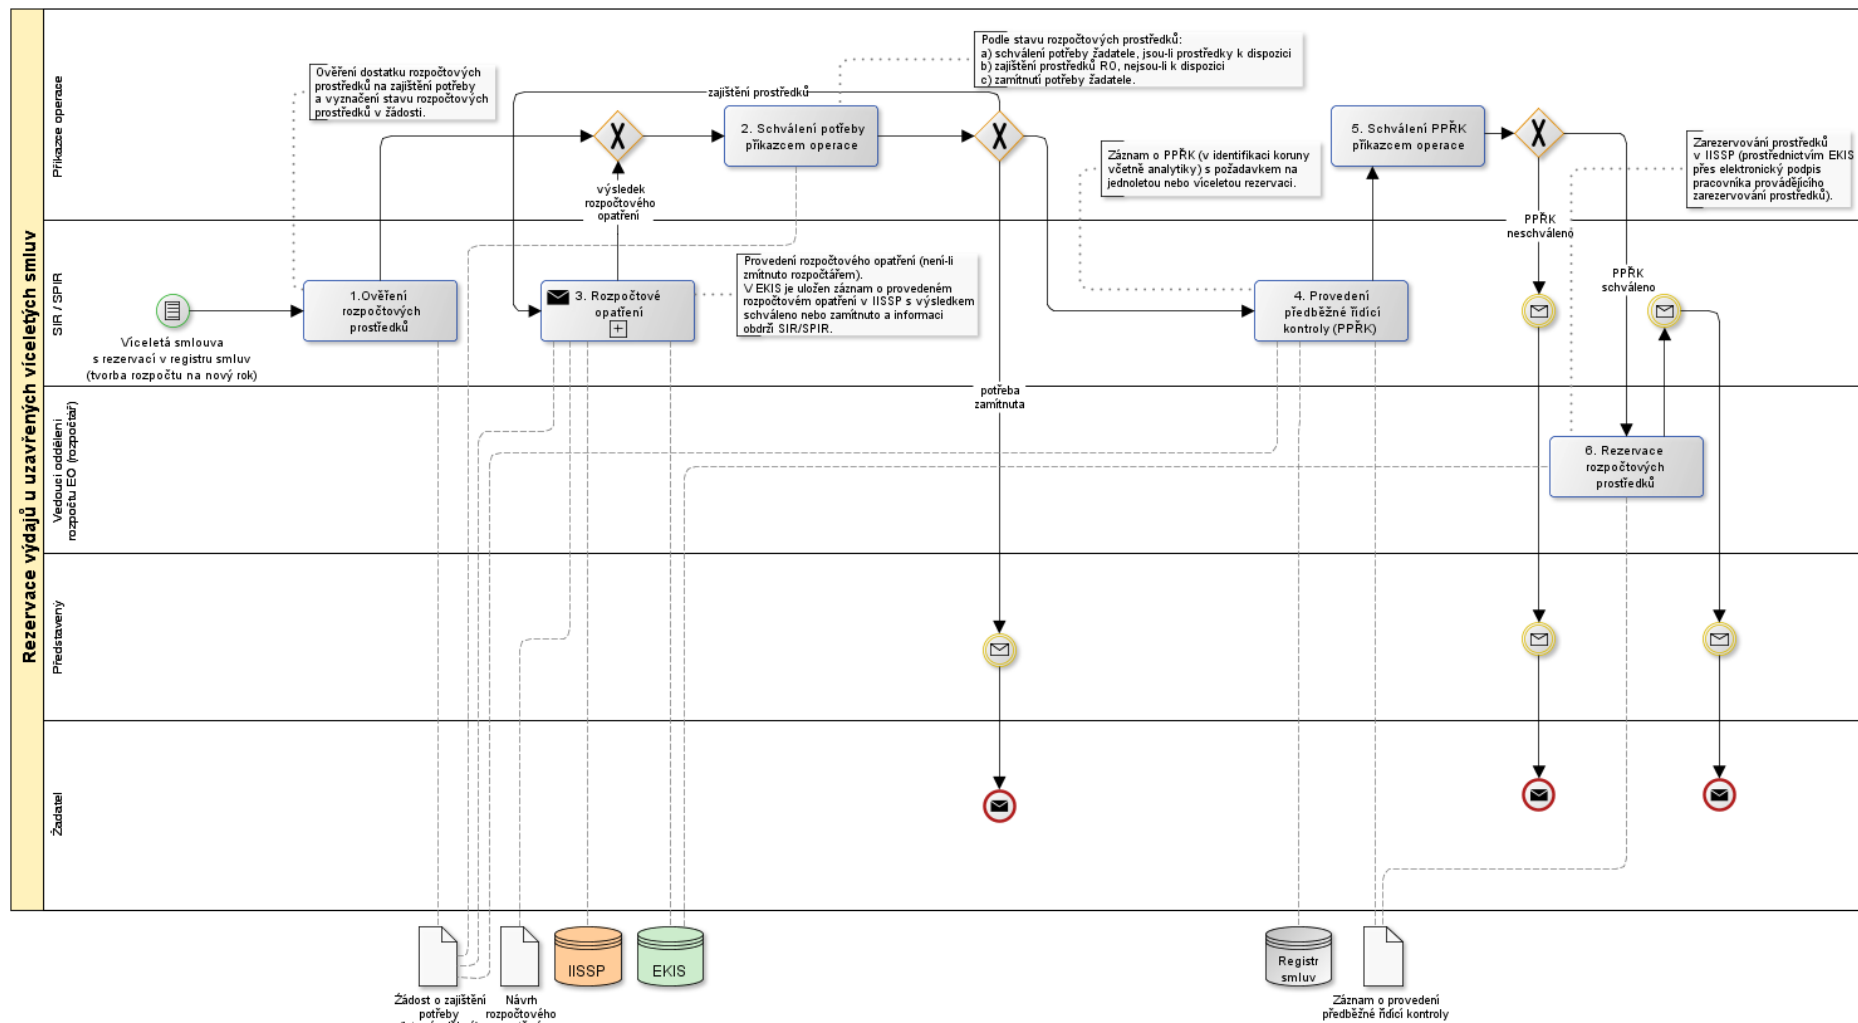 Rezervace výdajů u uzavřených víceletých smluv
Příkazce operace
SIR / SPIR
Vedoucí oddělení
rozpočtu EO (rozpočtář)
Představený
Žadatel
Ověření dostatku rozpočtových
prostředků na zajištění potřeby
a vyznačení stavu rozpočtových
prostředků v žádosti.
Podle stavu rozpočtových prostředků:
a) schválení potřeby žadatele, jsou-li prostředky k dispozici
b) zajištění prostředků RO, nejsou-li k dispozici
c) zamítnutí potřeby žadatele.
zajištění prostředků
2. Schválení potřeby
příkazcem operace
5. Schválení PPŘK
příkazcem operace
Záznam o PPŘK (v identifikaci koruny
včetně analytiky) s požadavkem na
jednoletou nebo víceletou rezervaci.
Zarezervování prostředků
v IISSP (prostřednictvím EKIS
přes elektronický podpis
pracovníka provádějícího
zarezervování prostředků).
výsledek
rozpočtového
opatření
PPŘK
neschváleno
PPŘK
schváleno
Víceletá smlouva
s rezervací v registru smluv
(tvorba rozpočtu na nový rok)
1.Ověření
rozpočtových
prostředků
3. Rozpočtové
opatření
Provedení rozpočtového opatření (není-li
zmítnuto rozpočtářem).
V EKIS je uložen záznam o provedeném
rozpočtovém opatření v IISSP s výsledkem
schváleno nebo zamítnuto a informaci
obdrží SIR/SPIR.
4. Provedení
předběžné řídící
kontroly (PPŘK)
potřeba
zamítnuta
6. Rezervace
rozpočtových
prostředků
Žádost o zajištění
potřeby
Návrh
rozpočtového
IISSP
EKIS
Registr
smluv
Záznam o provedení
předběžné řídící kontroly